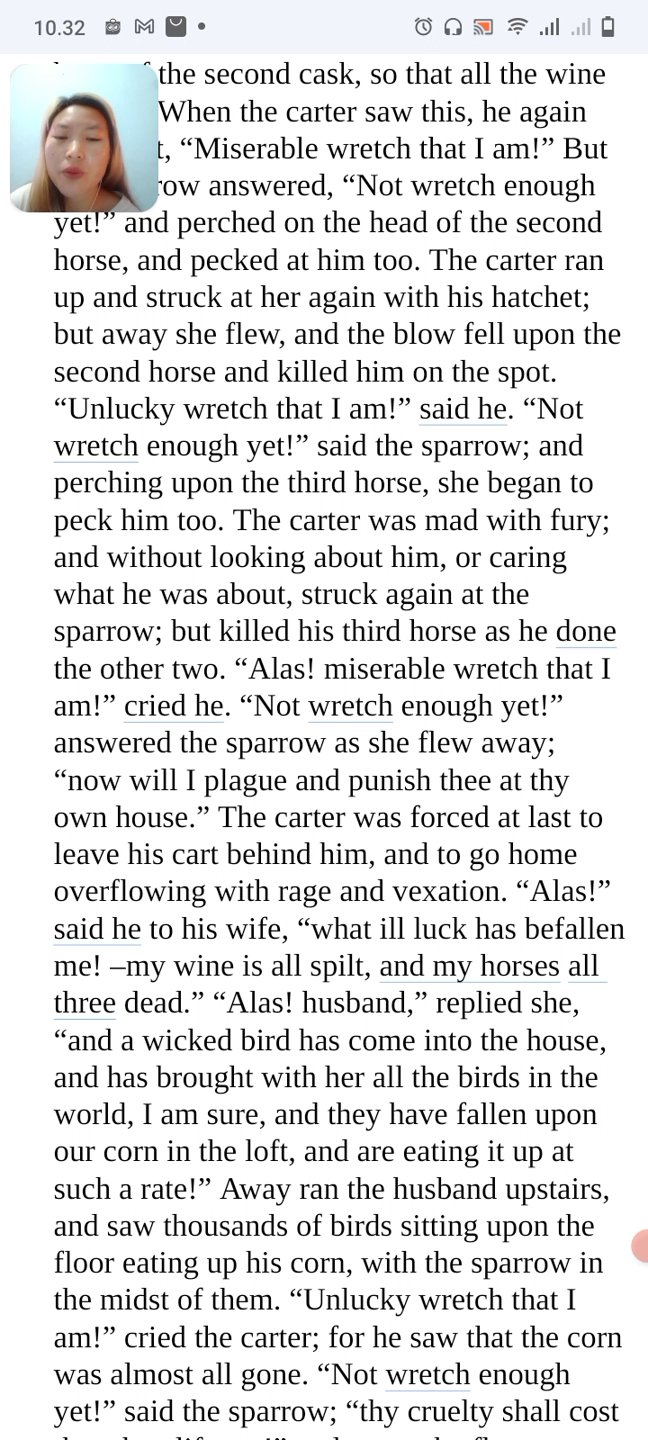 10.32
the second cask, so that all the wine
When the carter saw this, he again
“Miserable wretch that I am!” But
answered, “Not wretch enough
yet!” and perched on the head of the second
horse, and pecked at him too. The carter ran
up and struck at her again with his hatchet;
but away she flew, and the blow fell upon the
second horse and killed him on the spot.
“Unlucky wretch that I am!” said he. “Not
wretch enough yet!” said the sparrow; and
perching upon the third horse, she began to
peck him too. The carter was mad with fury;
and without looking about him, or caring
what he was about, struck again at the
sparrow; but killed his third horse as he done
the other two. “Alas! miserable wretch that I
am!” cried he. “Not wretch enough yet!”
answered the sparrow as she flew away;
“now will I plague and punish thee at thy
own house.” The carter was forced at last to
leave his cart behind him, and to go home
overflowing with rage and vexation. “Alas!”
said he to his wife, “what ill luck has befallen
me! –my wine is all spilt, and my horses all
three dead.” “Alas! husband,” replied she,
“and a wicked bird has come into the house,
and has brought with her all the birds in the
world, I am sure, and they have fallen upon
our corn in the loft, and are eating it up at
such a rate!” Away ran the husband upstairs,
and saw thousands of birds sitting upon the
floor eating up his corn, with the sparrow in
the midst of them. “Unlucky wretch that I
am!” cried the carter; for he saw that the corn
was almost all gone. “Not wretch enough
yet!” said the sparrow; “thy cruelty shall cost